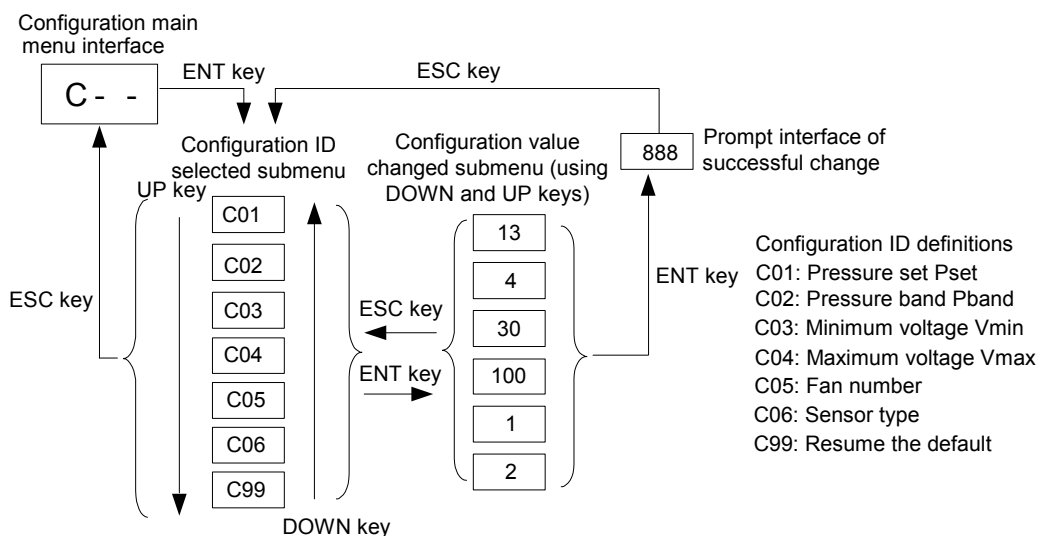 Configuration main
menu interface
C - -
ENT key
ESC key
888
Prompt interface of
successful change
Configuration ID
selected submenu
Configuration value
changed submenu (using
DOWN and UP keys)
UP key
C01
C02
C03
C04
C05
C06
C99
DOWN key
ESC key
ESC key
ENT key
13
4
30
100
1
2
ENT key
Configuration ID definitions
C01: Pressure set Pset
C02: Pressure band Pband
C03: Minimum voltage Vmin
C04: Maximum voltage Vmax
C05: Fan number
C06: Sensor type
C99: Resume the default